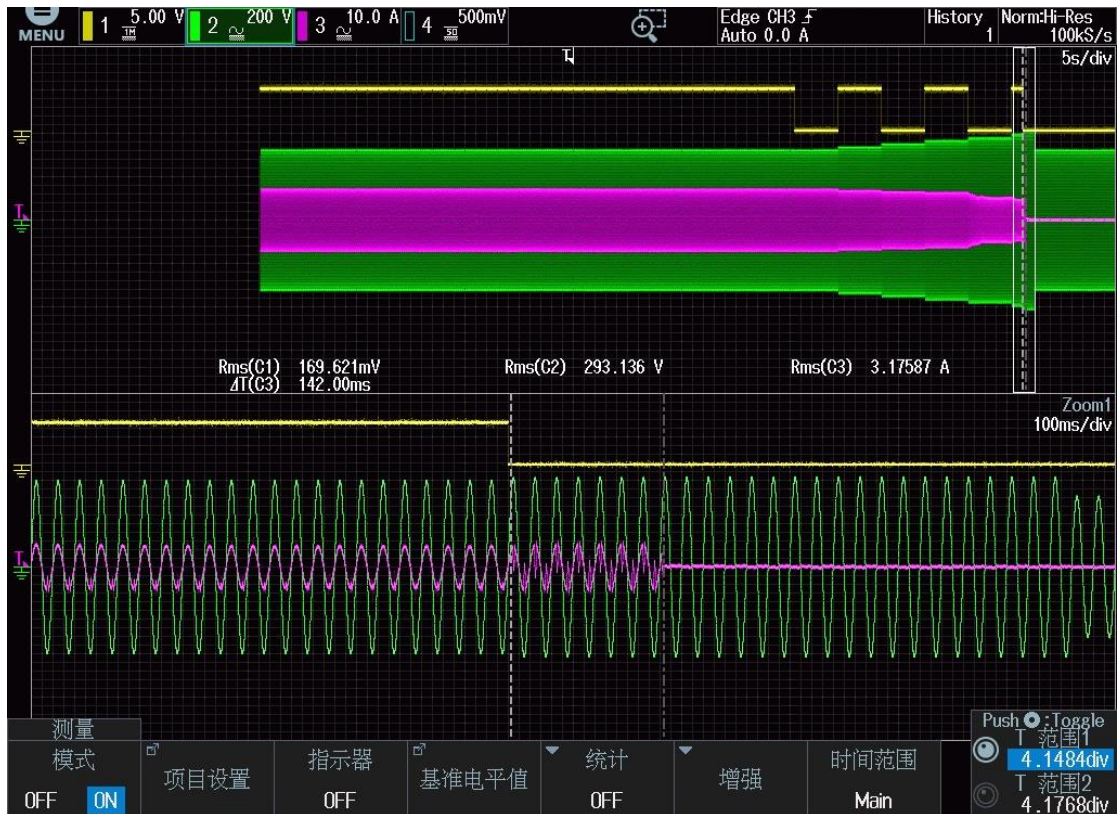 MENU
1 5.00 V 1M
2 200 V
3 10.0 A
4 500mV 50
Edge CH3
Auto 0.0 A
History
1
Norm:Hi-Res
100kS/s
5s/div
T
T
Rms(C1) 169.621mV
Rms(C2) 293.136 V
Rms(C3) 3.17587 A
ΔT(C3) 142.00ms
Zoom1
100ms/div
T
测量
模式
OFF ON
项目设置
指示器
OFF
基准电平值
统计
OFF
增强
时间范围
Main
Push :Toggle
T 范围1
4.1484div
T 范围2
4.1768div